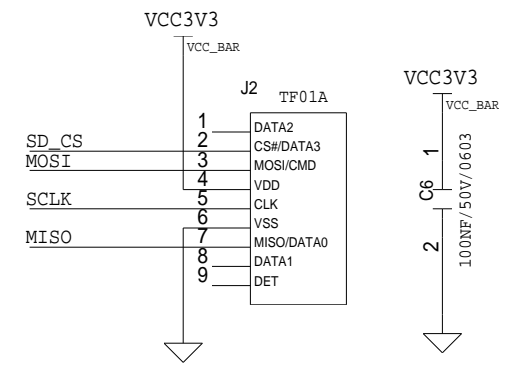 VCC3V3
VCC_BAR
J2
TF01A
1 DATA2
SD_CS 2 CS#/DATA3
MOSI 3 MOSI/CMD
4 VDD
SCLK 5 CLK
6 VSS
MISO 7 MISO/DATA0
8 DATA1
9 DET
VCC3V3
VCC_BAR
1
C6
2
100NF/50V/0603